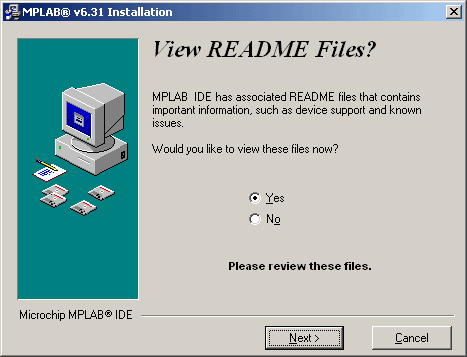 MPLAB® v6.31 Installation
View README Files?
MPLAB IDE has associated README files that contains
important information, such as device support and known
issues.
Would you like to view these files now?
Yes
No
Please review these files.
Microchip MPLAB® IDE
Next >
Cancel